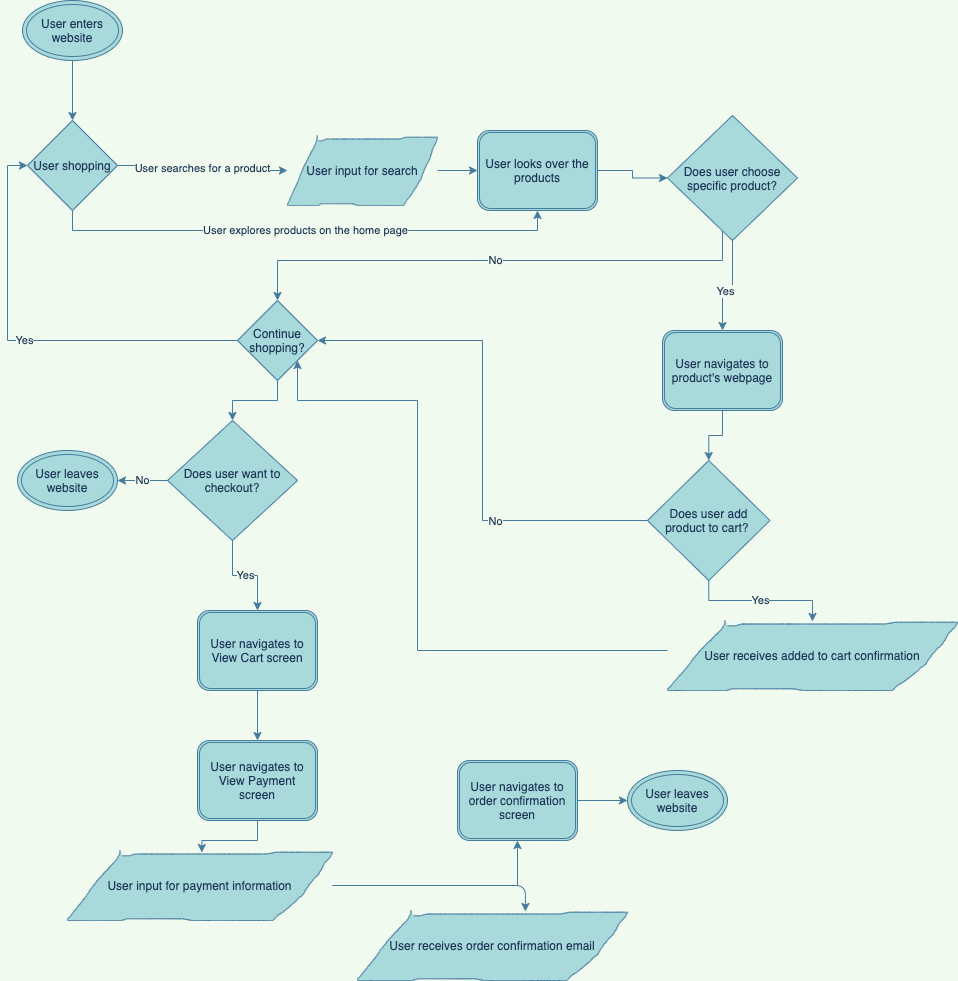 User enters
website
User shopping
User searches for a product
User input for search
User looks over the
products
Does user choose
specific product?
User explores products on the home page
No
Yes
Continue
shopping?
Yes
User navigates to
product's webpage
Does user want to
checkout?
No
User leaves
website
Does user add
product to cart?
No
Yes
Yes
User navigates to
View Cart screen
User receives added to cart confirmation
User navigates to
View Payment
screen
User navigates to
order confirmation
screen
User leaves
website
User input for payment information
User receives order confirmation email